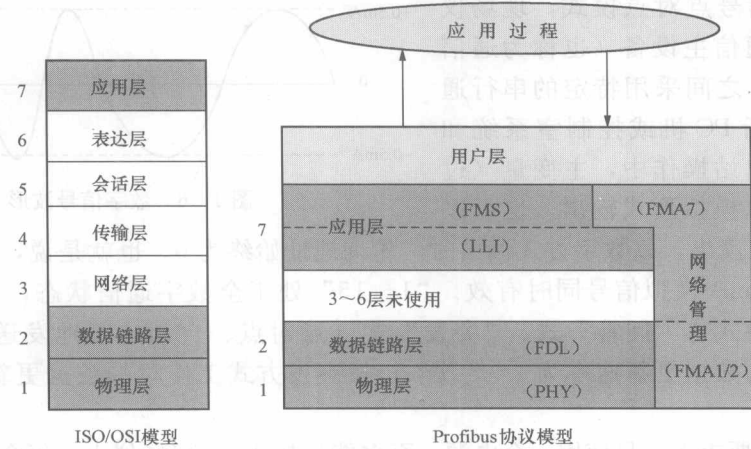 应用过程
7 应用层
6 表达层
5 会话层
4 传输层
3 网络层
2 数据链路层
1 物理层
ISO/OSI模型
用户层
7 应用层 (FMS) (FMA7)
(LLI)
3～6层未使用
2 数据链路层 (FDL)
1 物理层 (PHY)
网络管理
(FMA1/2)
Profibus协议模型